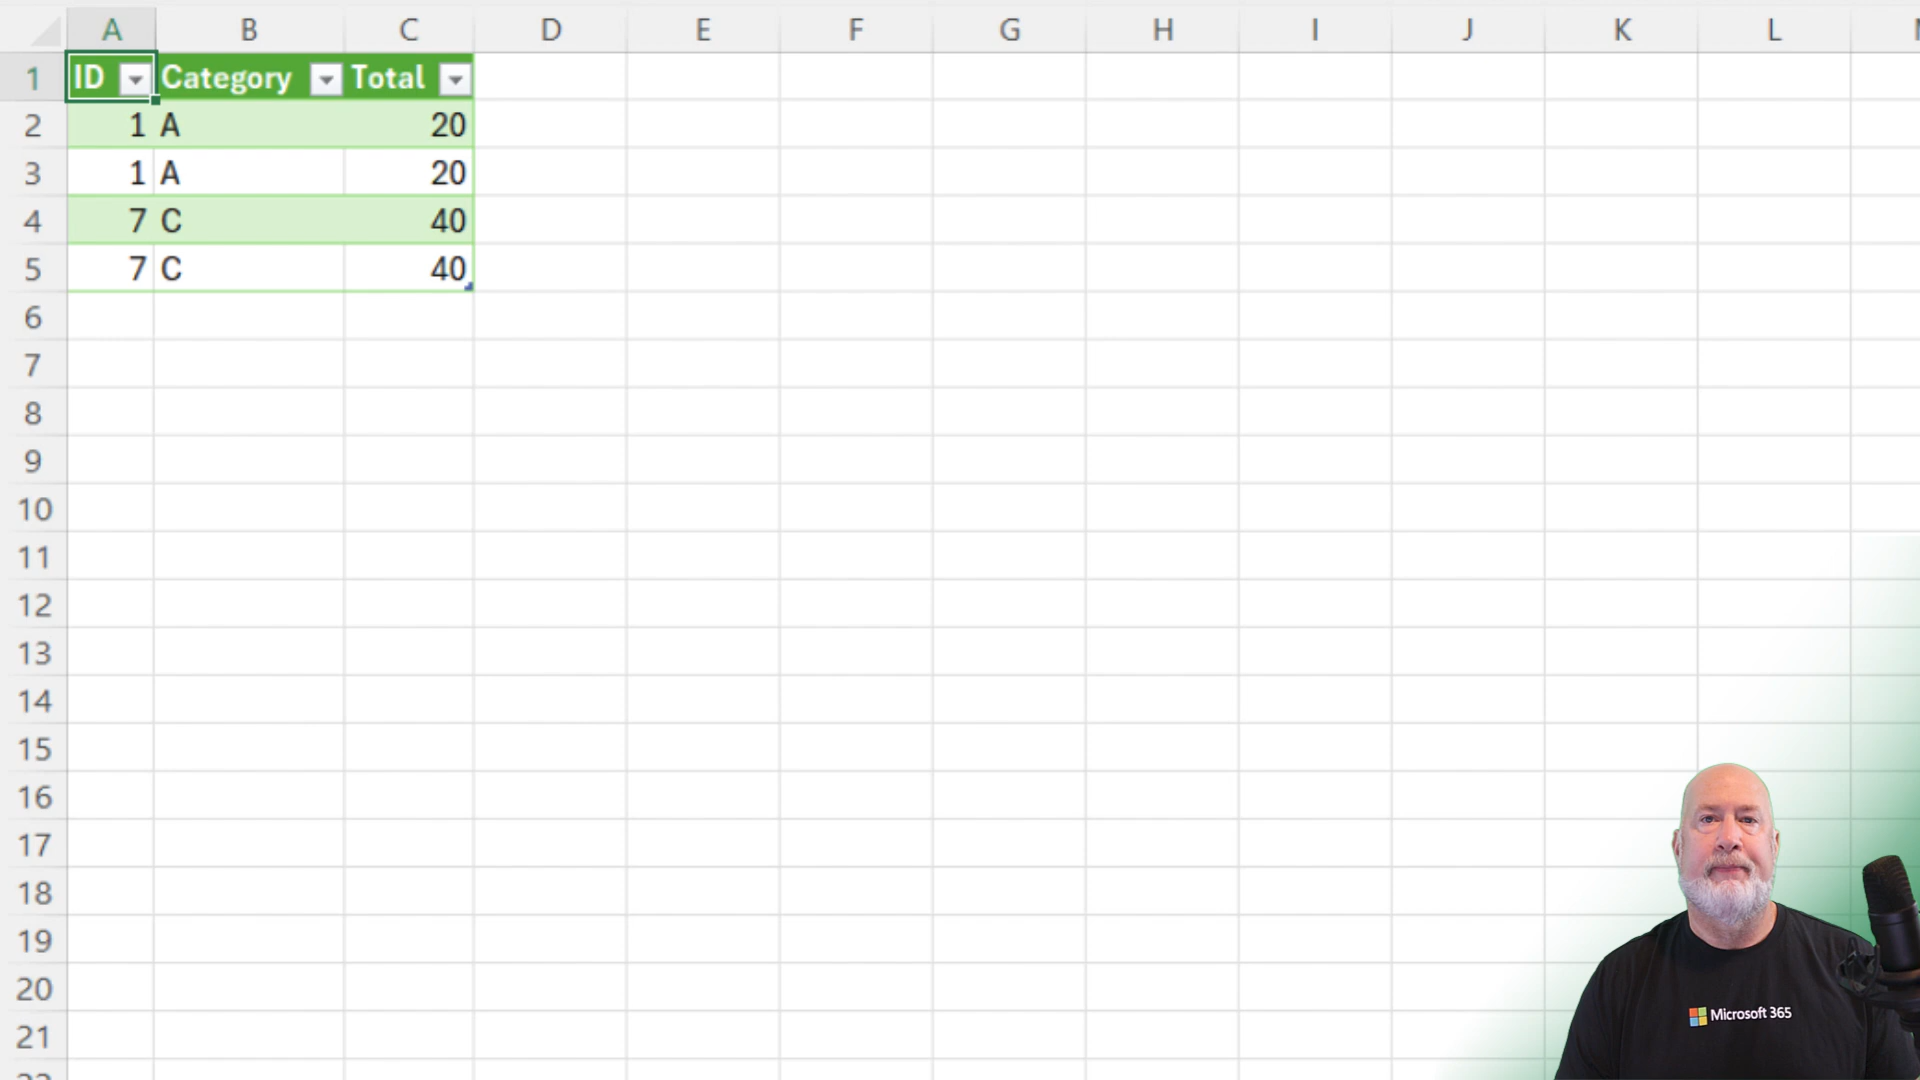 A B C D E F G H I J K L
1 ID Category Total
2 1 A 20
3 1 A 20
4 7 C 40
5 7 C 40
6
7
8
9
10
11
12
13
14
15
16
17
18
19
20
21
Microsoft 365